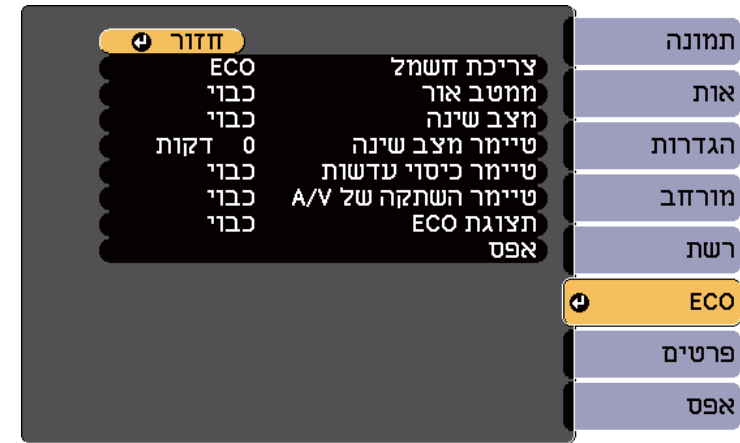 חזור
צריכת חשמל ECO
ממטב אור כבוי
מצב שינה כבוי
טיימר מצב שינה 0 דקות
טיימר כיסוי עדשות כבוי
טיימר השתקה של A/V כבוי
תצוגת ECO כבוי
אפס
תמונה
אות
הגדרות
מורחב
רשת
ECO
פרטים
אפס